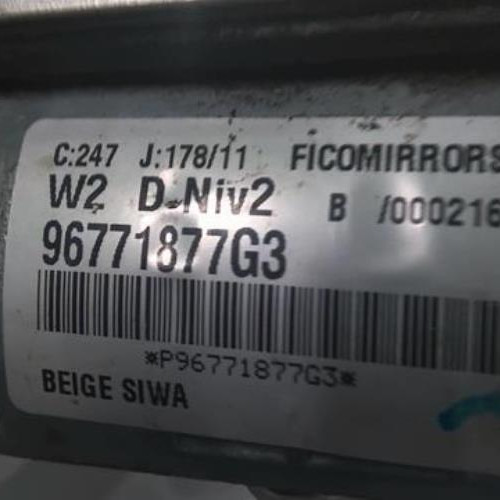 C:247 J:178/11 FICOMIRRORS
W2 D-Niv2 B /000216
96771877G3
*P96771877G3*
BEIGE SIWA